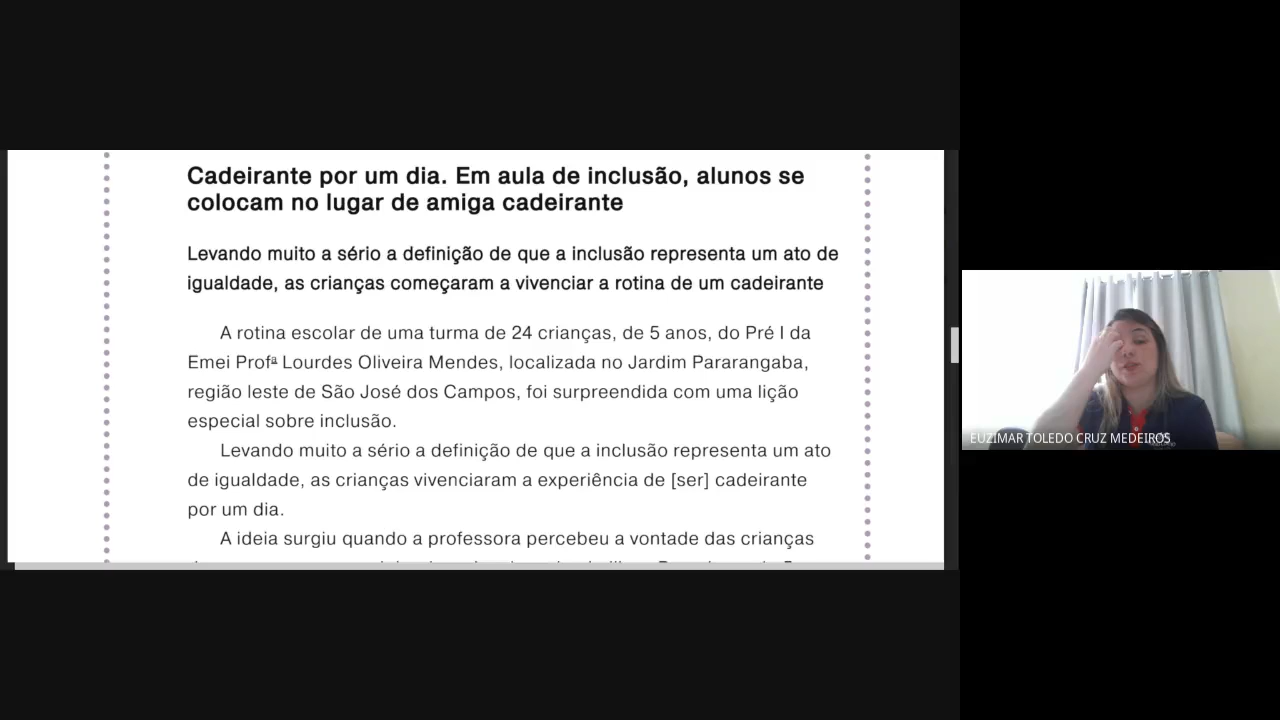 Cadeirante por um dia. Em aula de inclusão, alunos se
colocam no lugar de amiga cadeirante
Levando muito a sério a definição de que a inclusão representa um ato de
igualdade, as crianças começaram a vivenciar a rotina de um cadeirante
A rotina escolar de uma turma de 24 crianças, de 5 anos, do Pré I da
Emei Profª Lourdes Oliveira Mendes, localizada no Jardim Pararangaba,
região leste de São José dos Campos, foi surpreendida com uma lição
especial sobre inclusão.
Levando muito a sério a definição de que a inclusão representa um ato
de igualdade, as crianças vivenciaram a experiência de [ser] cadeirante
por um dia.
A ideia surgiu quando a professora percebeu a vontade das crianças
EUZIMAR TOLEDO CRUZ MEDEIROS